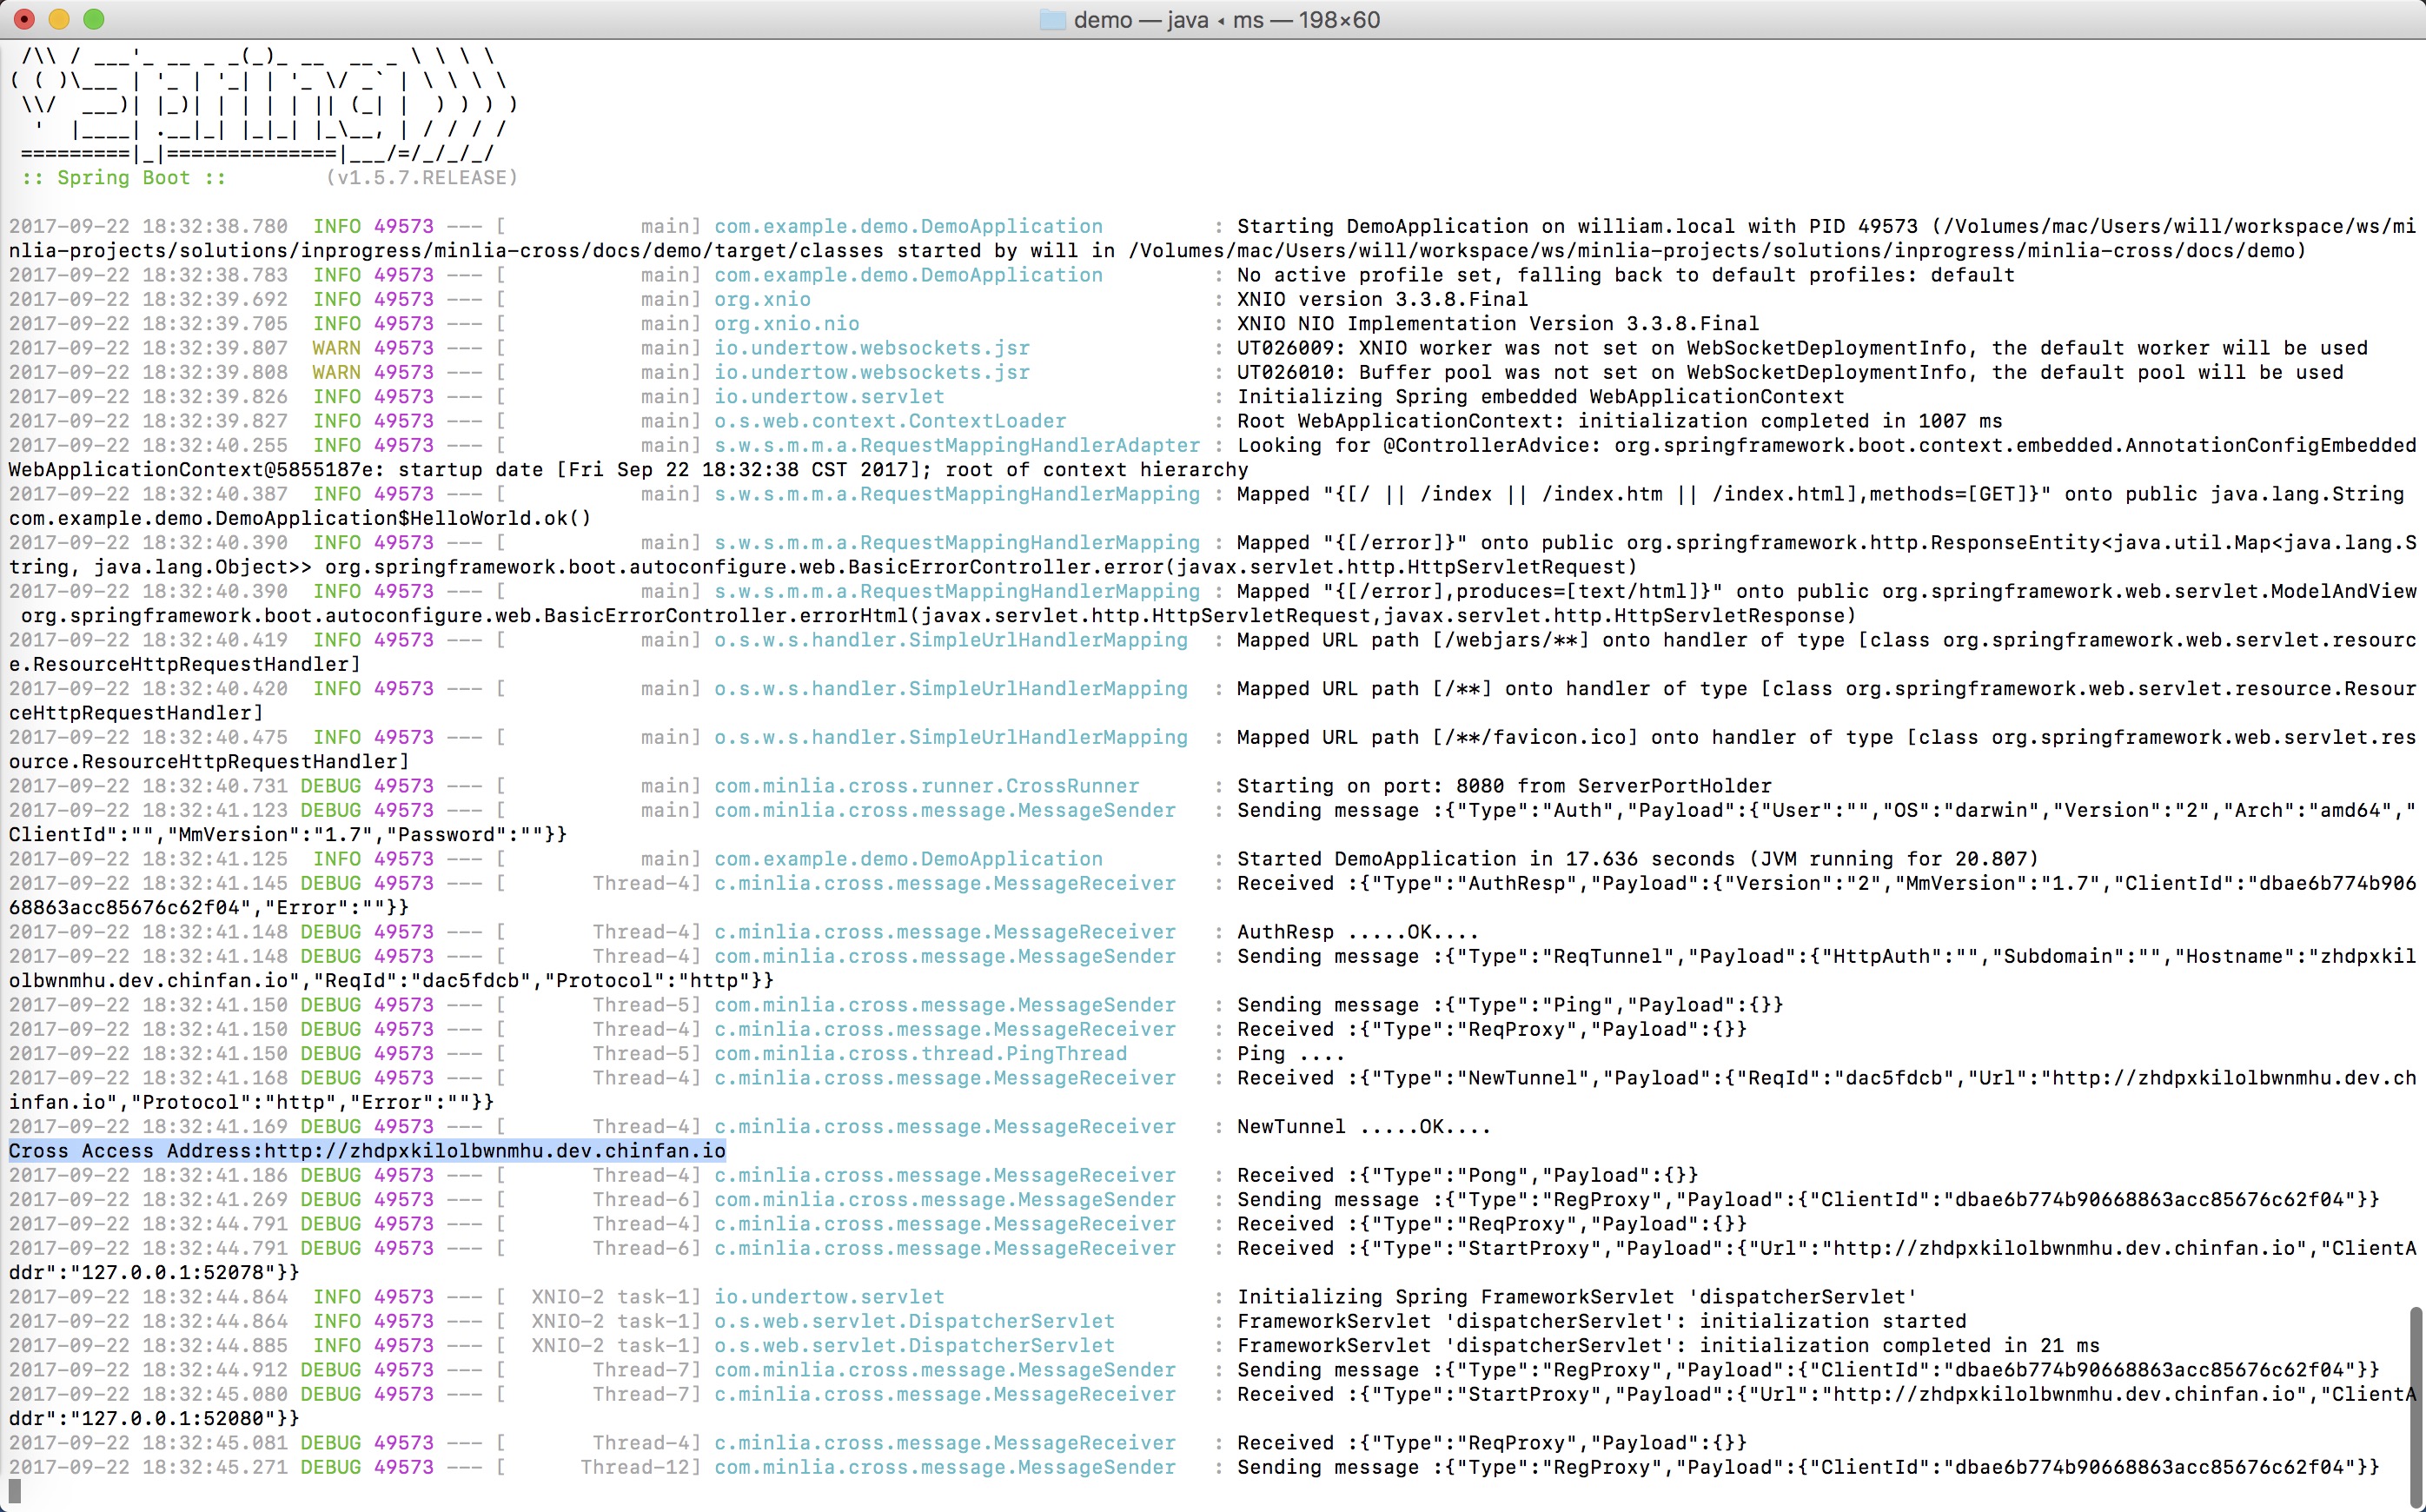 demo — java ◂ ms — 198×60
 /\\ / ___'_ __ _ _(_)_ __  __ _ \ \ \ \
( ( )\___ | '_ | '_| | '_ \/ _` | \ \ \ \
 \\/  ___)| |_)| | | | | || (_| |  ) ) ) )
  '  |____| .__|_| |_|_| |_\__, | / / / /
 =========|_|==============|___/=/_/_/_/
 :: Spring Boot ::        (v1.5.7.RELEASE)
2017-09-22 18:32:38.780  INFO 49573 --- [           main] com.example.demo.DemoApplication         : Starting DemoApplication on william.local with PID 49573 (/Volumes/mac/Users/will/workspace/ws/mi
nlia-projects/solutions/inprogress/minlia-cross/docs/demo/target/classes started by will in /Volumes/mac/Users/will/workspace/ws/minlia-projects/solutions/inprogress/minlia-cross/docs/demo)
2017-09-22 18:32:38.783  INFO 49573 --- [           main] com.example.demo.DemoApplication         : No active profile set, falling back to default profiles: default
2017-09-22 18:32:39.692  INFO 49573 --- [           main] org.xnio                                 : XNIO version 3.3.8.Final
2017-09-22 18:32:39.705  INFO 49573 --- [           main] org.xnio.nio                             : XNIO NIO Implementation Version 3.3.8.Final
2017-09-22 18:32:39.807  WARN 49573 --- [           main] io.undertow.websockets.jsr               : UT026009: XNIO worker was not set on WebSocketDeploymentInfo, the default worker will be used
2017-09-22 18:32:39.808  WARN 49573 --- [           main] io.undertow.websockets.jsr               : UT026010: Buffer pool was not set on WebSocketDeploymentInfo, the default pool will be used
2017-09-22 18:32:39.826  INFO 49573 --- [           main] io.undertow.servlet                      : Initializing Spring embedded WebApplicationContext
2017-09-22 18:32:39.827  INFO 49573 --- [           main] o.s.web.context.ContextLoader            : Root WebApplicationContext: initialization completed in 1007 ms
2017-09-22 18:32:40.255  INFO 49573 --- [           main] s.w.s.m.m.a.RequestMappingHandlerAdapter : Looking for @ControllerAdvice: org.springframework.boot.context.embedded.AnnotationConfigEmbedded
WebApplicationContext@5855187e: startup date [Fri Sep 22 18:32:38 CST 2017]; root of context hierarchy
2017-09-22 18:32:40.387  INFO 49573 --- [           main] s.w.s.m.m.a.RequestMappingHandlerMapping : Mapped "{[/ || /index || /index.htm || /index.html],methods=[GET]}" onto public java.lang.String
com.example.demo.DemoApplication$HelloWorld.ok()
2017-09-22 18:32:40.390  INFO 49573 --- [           main] s.w.s.m.m.a.RequestMappingHandlerMapping : Mapped "{[/error]}" onto public org.springframework.http.ResponseEntity<java.util.Map<java.lang.S
tring, java.lang.Object>> org.springframework.boot.autoconfigure.web.BasicErrorController.error(javax.servlet.http.HttpServletRequest)
2017-09-22 18:32:40.390  INFO 49573 --- [           main] s.w.s.m.m.a.RequestMappingHandlerMapping : Mapped "{[/error],produces=[text/html]}" onto public org.springframework.web.servlet.ModelAndView
 org.springframework.boot.autoconfigure.web.BasicErrorController.errorHtml(javax.servlet.http.HttpServletRequest,javax.servlet.http.HttpServletResponse)
2017-09-22 18:32:40.419  INFO 49573 --- [           main] o.s.w.s.handler.SimpleUrlHandlerMapping  : Mapped URL path [/webjars/**] onto handler of type [class org.springframework.web.servlet.resourc
e.ResourceHttpRequestHandler]
2017-09-22 18:32:40.420  INFO 49573 --- [           main] o.s.w.s.handler.SimpleUrlHandlerMapping  : Mapped URL path [/**] onto handler of type [class org.springframework.web.servlet.resource.Resour
ceHttpRequestHandler]
2017-09-22 18:32:40.475  INFO 49573 --- [           main] o.s.w.s.handler.SimpleUrlHandlerMapping  : Mapped URL path [/**/favicon.ico] onto handler of type [class org.springframework.web.servlet.res
ource.ResourceHttpRequestHandler]
2017-09-22 18:32:40.731 DEBUG 49573 --- [           main] com.minlia.cross.runner.CrossRunner      : Starting on port: 8080 from ServerPortHolder
2017-09-22 18:32:41.123 DEBUG 49573 --- [           main] com.minlia.cross.message.MessageSender   : Sending message :{"Type":"Auth","Payload":{"User":"","OS":"darwin","Version":"2","Arch":"amd64","
ClientId":"","MmVersion":"1.7","Password":""}}
2017-09-22 18:32:41.125  INFO 49573 --- [           main] com.example.demo.DemoApplication         : Started DemoApplication in 17.636 seconds (JVM running for 20.807)
2017-09-22 18:32:41.145 DEBUG 49573 --- [       Thread-4] c.minlia.cross.message.MessageReceiver   : Received :{"Type":"AuthResp","Payload":{"Version":"2","MmVersion":"1.7","ClientId":"dbae6b774b906
68863acc85676c62f04","Error":""}}
2017-09-22 18:32:41.148 DEBUG 49573 --- [       Thread-4] c.minlia.cross.message.MessageReceiver   : AuthResp .....OK....
2017-09-22 18:32:41.148 DEBUG 49573 --- [       Thread-4] com.minlia.cross.message.MessageSender   : Sending message :{"Type":"ReqTunnel","Payload":{"HttpAuth":"","Subdomain":"","Hostname":"zhdpxkil
olbwnmhu.dev.chinfan.io","ReqId":"dac5fdcb","Protocol":"http"}}
2017-09-22 18:32:41.150 DEBUG 49573 --- [       Thread-5] com.minlia.cross.message.MessageSender   : Sending message :{"Type":"Ping","Payload":{}}
2017-09-22 18:32:41.150 DEBUG 49573 --- [       Thread-4] c.minlia.cross.message.MessageReceiver   : Received :{"Type":"ReqProxy","Payload":{}}
2017-09-22 18:32:41.150 DEBUG 49573 --- [       Thread-5] com.minlia.cross.thread.PingThread       : Ping ....
2017-09-22 18:32:41.168 DEBUG 49573 --- [       Thread-4] c.minlia.cross.message.MessageReceiver   : Received :{"Type":"NewTunnel","Payload":{"ReqId":"dac5fdcb","Url":"http://zhdpxkilolbwnmhu.dev.ch
infan.io","Protocol":"http","Error":""}}
2017-09-22 18:32:41.169 DEBUG 49573 --- [       Thread-4] c.minlia.cross.message.MessageReceiver   : NewTunnel .....OK....
Cross Access Address:http://zhdpxkilolbwnmhu.dev.chinfan.io
2017-09-22 18:32:41.186 DEBUG 49573 --- [       Thread-4] c.minlia.cross.message.MessageReceiver   : Received :{"Type":"Pong","Payload":{}}
2017-09-22 18:32:41.269 DEBUG 49573 --- [       Thread-6] com.minlia.cross.message.MessageSender   : Sending message :{"Type":"RegProxy","Payload":{"ClientId":"dbae6b774b90668863acc85676c62f04"}}
2017-09-22 18:32:44.791 DEBUG 49573 --- [       Thread-4] c.minlia.cross.message.MessageReceiver   : Received :{"Type":"ReqProxy","Payload":{}}
2017-09-22 18:32:44.791 DEBUG 49573 --- [       Thread-6] c.minlia.cross.message.MessageReceiver   : Received :{"Type":"StartProxy","Payload":{"Url":"http://zhdpxkilolbwnmhu.dev.chinfan.io","ClientA
ddr":"127.0.0.1:52078"}}
2017-09-22 18:32:44.864  INFO 49573 --- [  XNIO-2 task-1] io.undertow.servlet                      : Initializing Spring FrameworkServlet 'dispatcherServlet'
2017-09-22 18:32:44.864  INFO 49573 --- [  XNIO-2 task-1] o.s.web.servlet.DispatcherServlet        : FrameworkServlet 'dispatcherServlet': initialization started
2017-09-22 18:32:44.885  INFO 49573 --- [  XNIO-2 task-1] o.s.web.servlet.DispatcherServlet        : FrameworkServlet 'dispatcherServlet': initialization completed in 21 ms
2017-09-22 18:32:44.912 DEBUG 49573 --- [       Thread-7] com.minlia.cross.message.MessageSender   : Sending message :{"Type":"RegProxy","Payload":{"ClientId":"dbae6b774b90668863acc85676c62f04"}}
2017-09-22 18:32:45.080 DEBUG 49573 --- [       Thread-7] c.minlia.cross.message.MessageReceiver   : Received :{"Type":"StartProxy","Payload":{"Url":"http://zhdpxkilolbwnmhu.dev.chinfan.io","ClientA
ddr":"127.0.0.1:52080"}}
2017-09-22 18:32:45.081 DEBUG 49573 --- [       Thread-4] c.minlia.cross.message.MessageReceiver   : Received :{"Type":"ReqProxy","Payload":{}}
2017-09-22 18:32:45.271 DEBUG 49573 --- [      Thread-12] com.minlia.cross.message.MessageSender   : Sending message :{"Type":"RegProxy","Payload":{"ClientId":"dbae6b774b90668863acc85676c62f04"}}